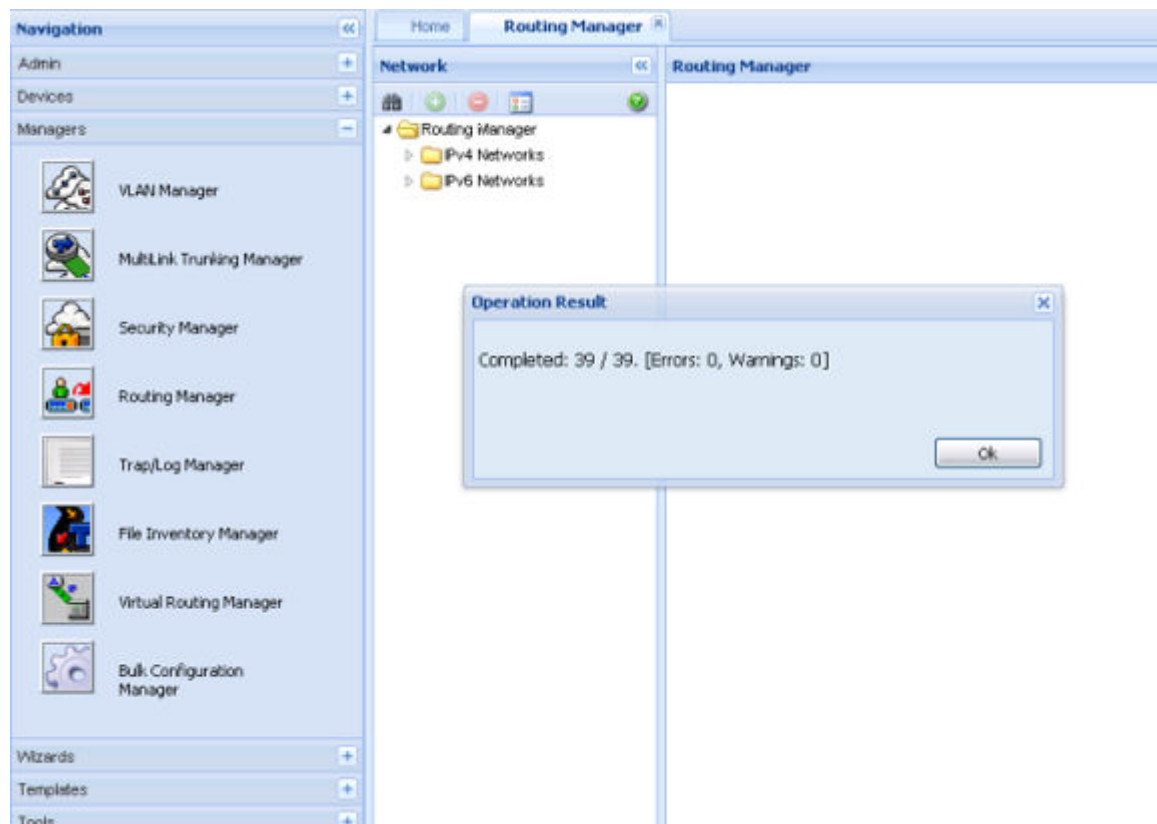 Navigation
Admin
Devices
Managers
VLAN Manager
MultiLink Trunking Manager
Security Manager
Routing Manager
Trap/Log Manager
File Inventory Manager
Virtual Routing Manager
Bulk Configuration
Manager
Wizards
Templates
Tools
Home
Routing Manager
Network
Routing Manager
IPv4 Networks
IPv6 Networks
Routing Manager
Operation Result
Completed: 39 / 39. [Errors: 0, Warnings: 0]
Ok